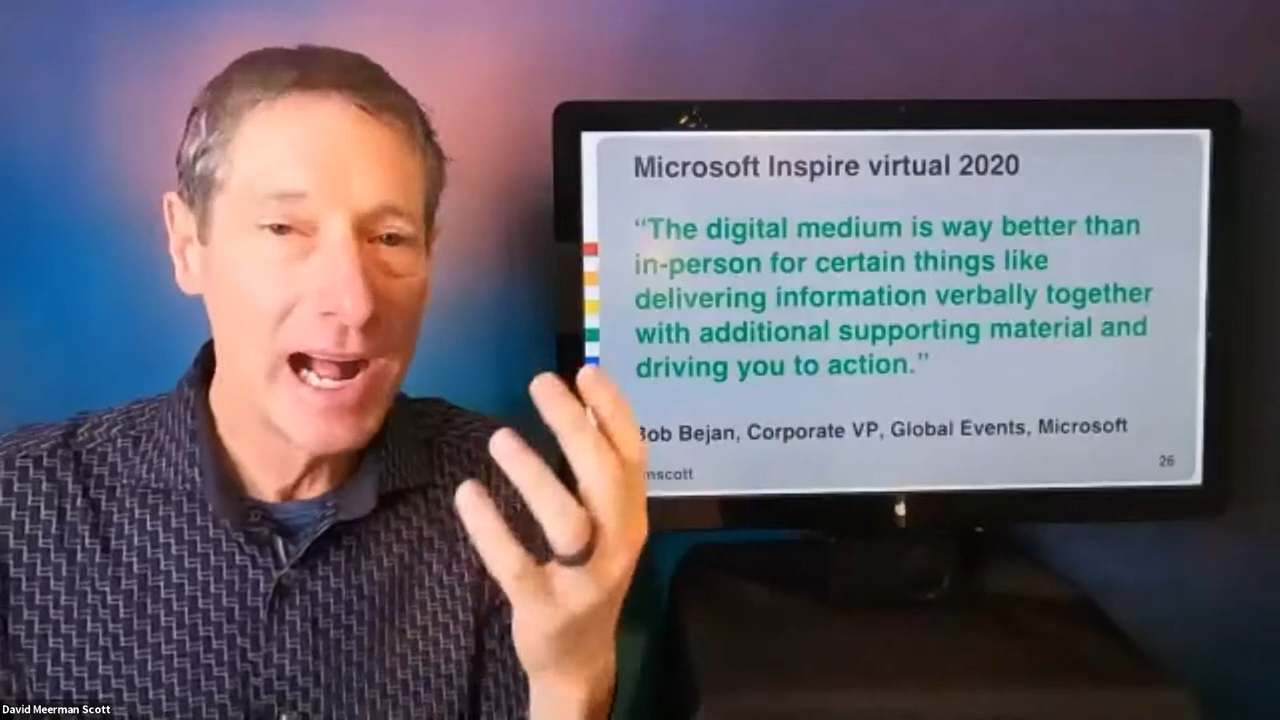 Microsoft Inspire virtual 2020
“The digital medium is way better than
in-person for certain things like
delivering information verbally together
with additional supporting material and
driving you to action.”
Bob Bejan, Corporate VP, Global Events, Microsoft
mscott
26
David Meerman Scott